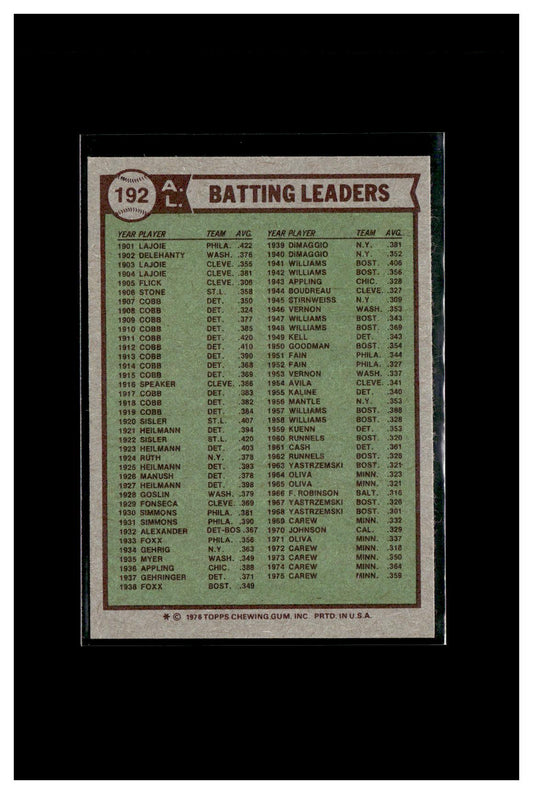 192 A.L. BATTING LEADERS
YEAR PLAYER TEAM AVG.
1901 LAJOIE PHILA. .422
1902 DELEHANTY WASH. .376
1903 LAJOIE CLEVE. .355
1904 LAJOIE CLEVE. .381
1905 FLICK CLEVE. .306
1906 STONE ST.L. .358
1907 COBB DET. .350
1908 COBB DET. .324
1909 COBB DET. .377
1910 COBB DET. .385
1911 COBB DET. .420
1912 COBB DET. .410
1913 COBB DET. .390
1914 COBB DET. .368
1915 COBB DET. .369
1916 SPEAKER CLEVE. .386
1917 COBB DET. .383
1918 COBB DET. .382
1919 COBB DET. .384
1920 SISLER ST.L. .407
1921 HEILMANN DET. .394
1922 SISLER ST.L. .420
1923 HEILMANN DET. .403
1924 RUTH N.Y. .378
1925 HEILMANN DET. .393
1926 MANUSH DET. .378
1927 HEILMANN DET. .398
1928 GOSLIN WASH. .379
1929 FONSECA CLEVE. .369
1930 SIMMONS PHILA. .381
1931 SIMMONS PHILA. .390
1932 ALEXANDER DET-BOS .367
1933 FOXX PHILA. .356
1934 GEHRIG N.Y. .363
1935 MYER WASH. .349
1936 APPLING CHIC. .388
1937 GEHRINGER DET. .371
1938 FOXX BOST. .349
YEAR PLAYER TEAM AVG.
1939 DiMAGGIO N.Y. .381
1940 DiMAGGIO N.Y. .352
1941 WILLIAMS BOST. .406
1942 WILLIAMS BOST. .356
1943 APPLING CHIC. .328
1944 BOUDREAU CLEVE. .327
1945 STIRNWEISS N.Y. .309
1946 VERNON WASH. .353
1947 WILLIAMS BOST. .343
1948 WILLIAMS BOST. .369
1949 KELL DET. .343
1950 GOODMAN BOST. .354
1951 FAIN PHILA. .344
1952 FAIN PHILA. .327
1953 VERNON WASH. .337
1954 AVILA CLEVE. .341
1955 KALINE DET. .340
1956 MANTLE N.Y. .353
1957 WILLIAMS BOST. .388
1958 WILLIAMS BOST. .328
1959 KUENN DET. .353
1960 RUNNELS BOST. .320
1961 CASH DET. .361
1962 RUNNELS BOST. .326
1963 YASTRZEMSKI BOST. .321
1964 OLIVA MINN. .323
1965 OLIVA MINN. .321
1966 F. ROBINSON BALT. .316
1967 YASTRZEMSKI BOST. .326
1968 YASTRZEMSKI BOST. .301
1969 CAREW MINN. .332
1970 JOHNSON CAL. .329
1971 OLIVA MINN. .337
1972 CAREW MINN. .318
1973 CAREW MINN. .350
1974 CAREW MINN. .364
1975 CAREW MINN. .359
* © 1976 TOPPS CHEWING GUM, INC. PRTD. IN U.S.A.